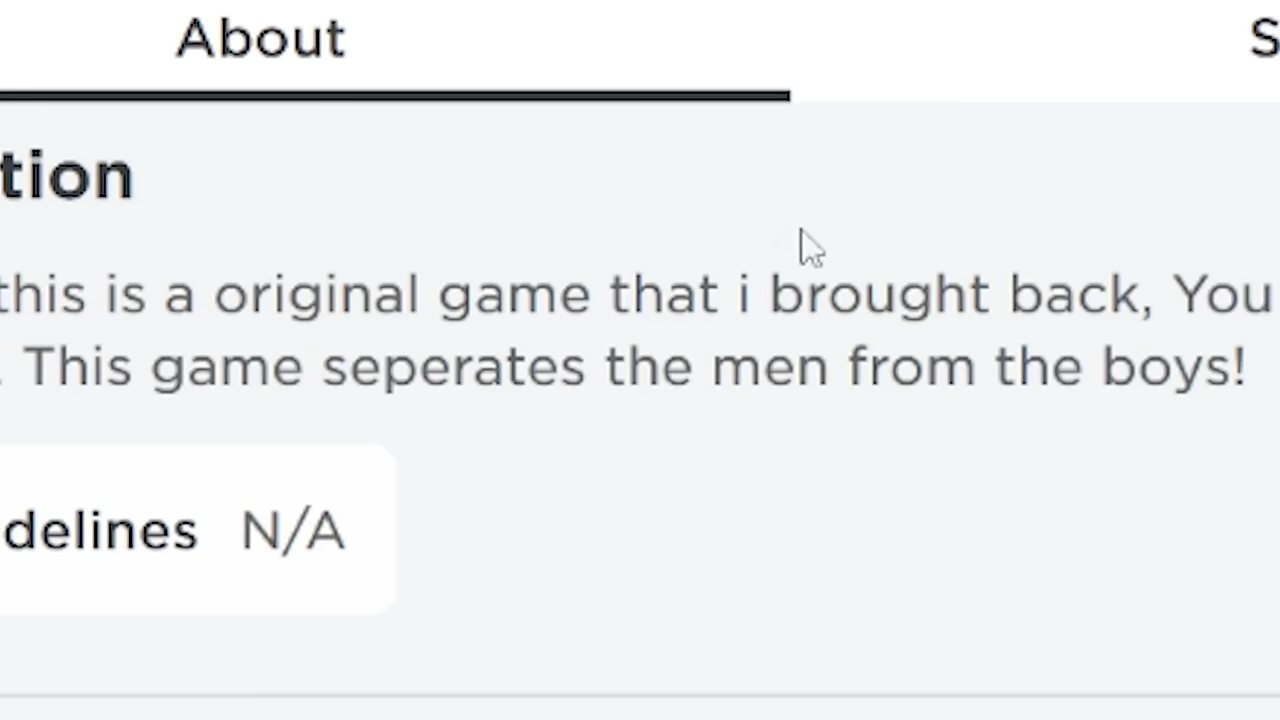 About
S
tion
this is a original game that i brought back, You
. This game seperates the men from the boys!
delines N/A